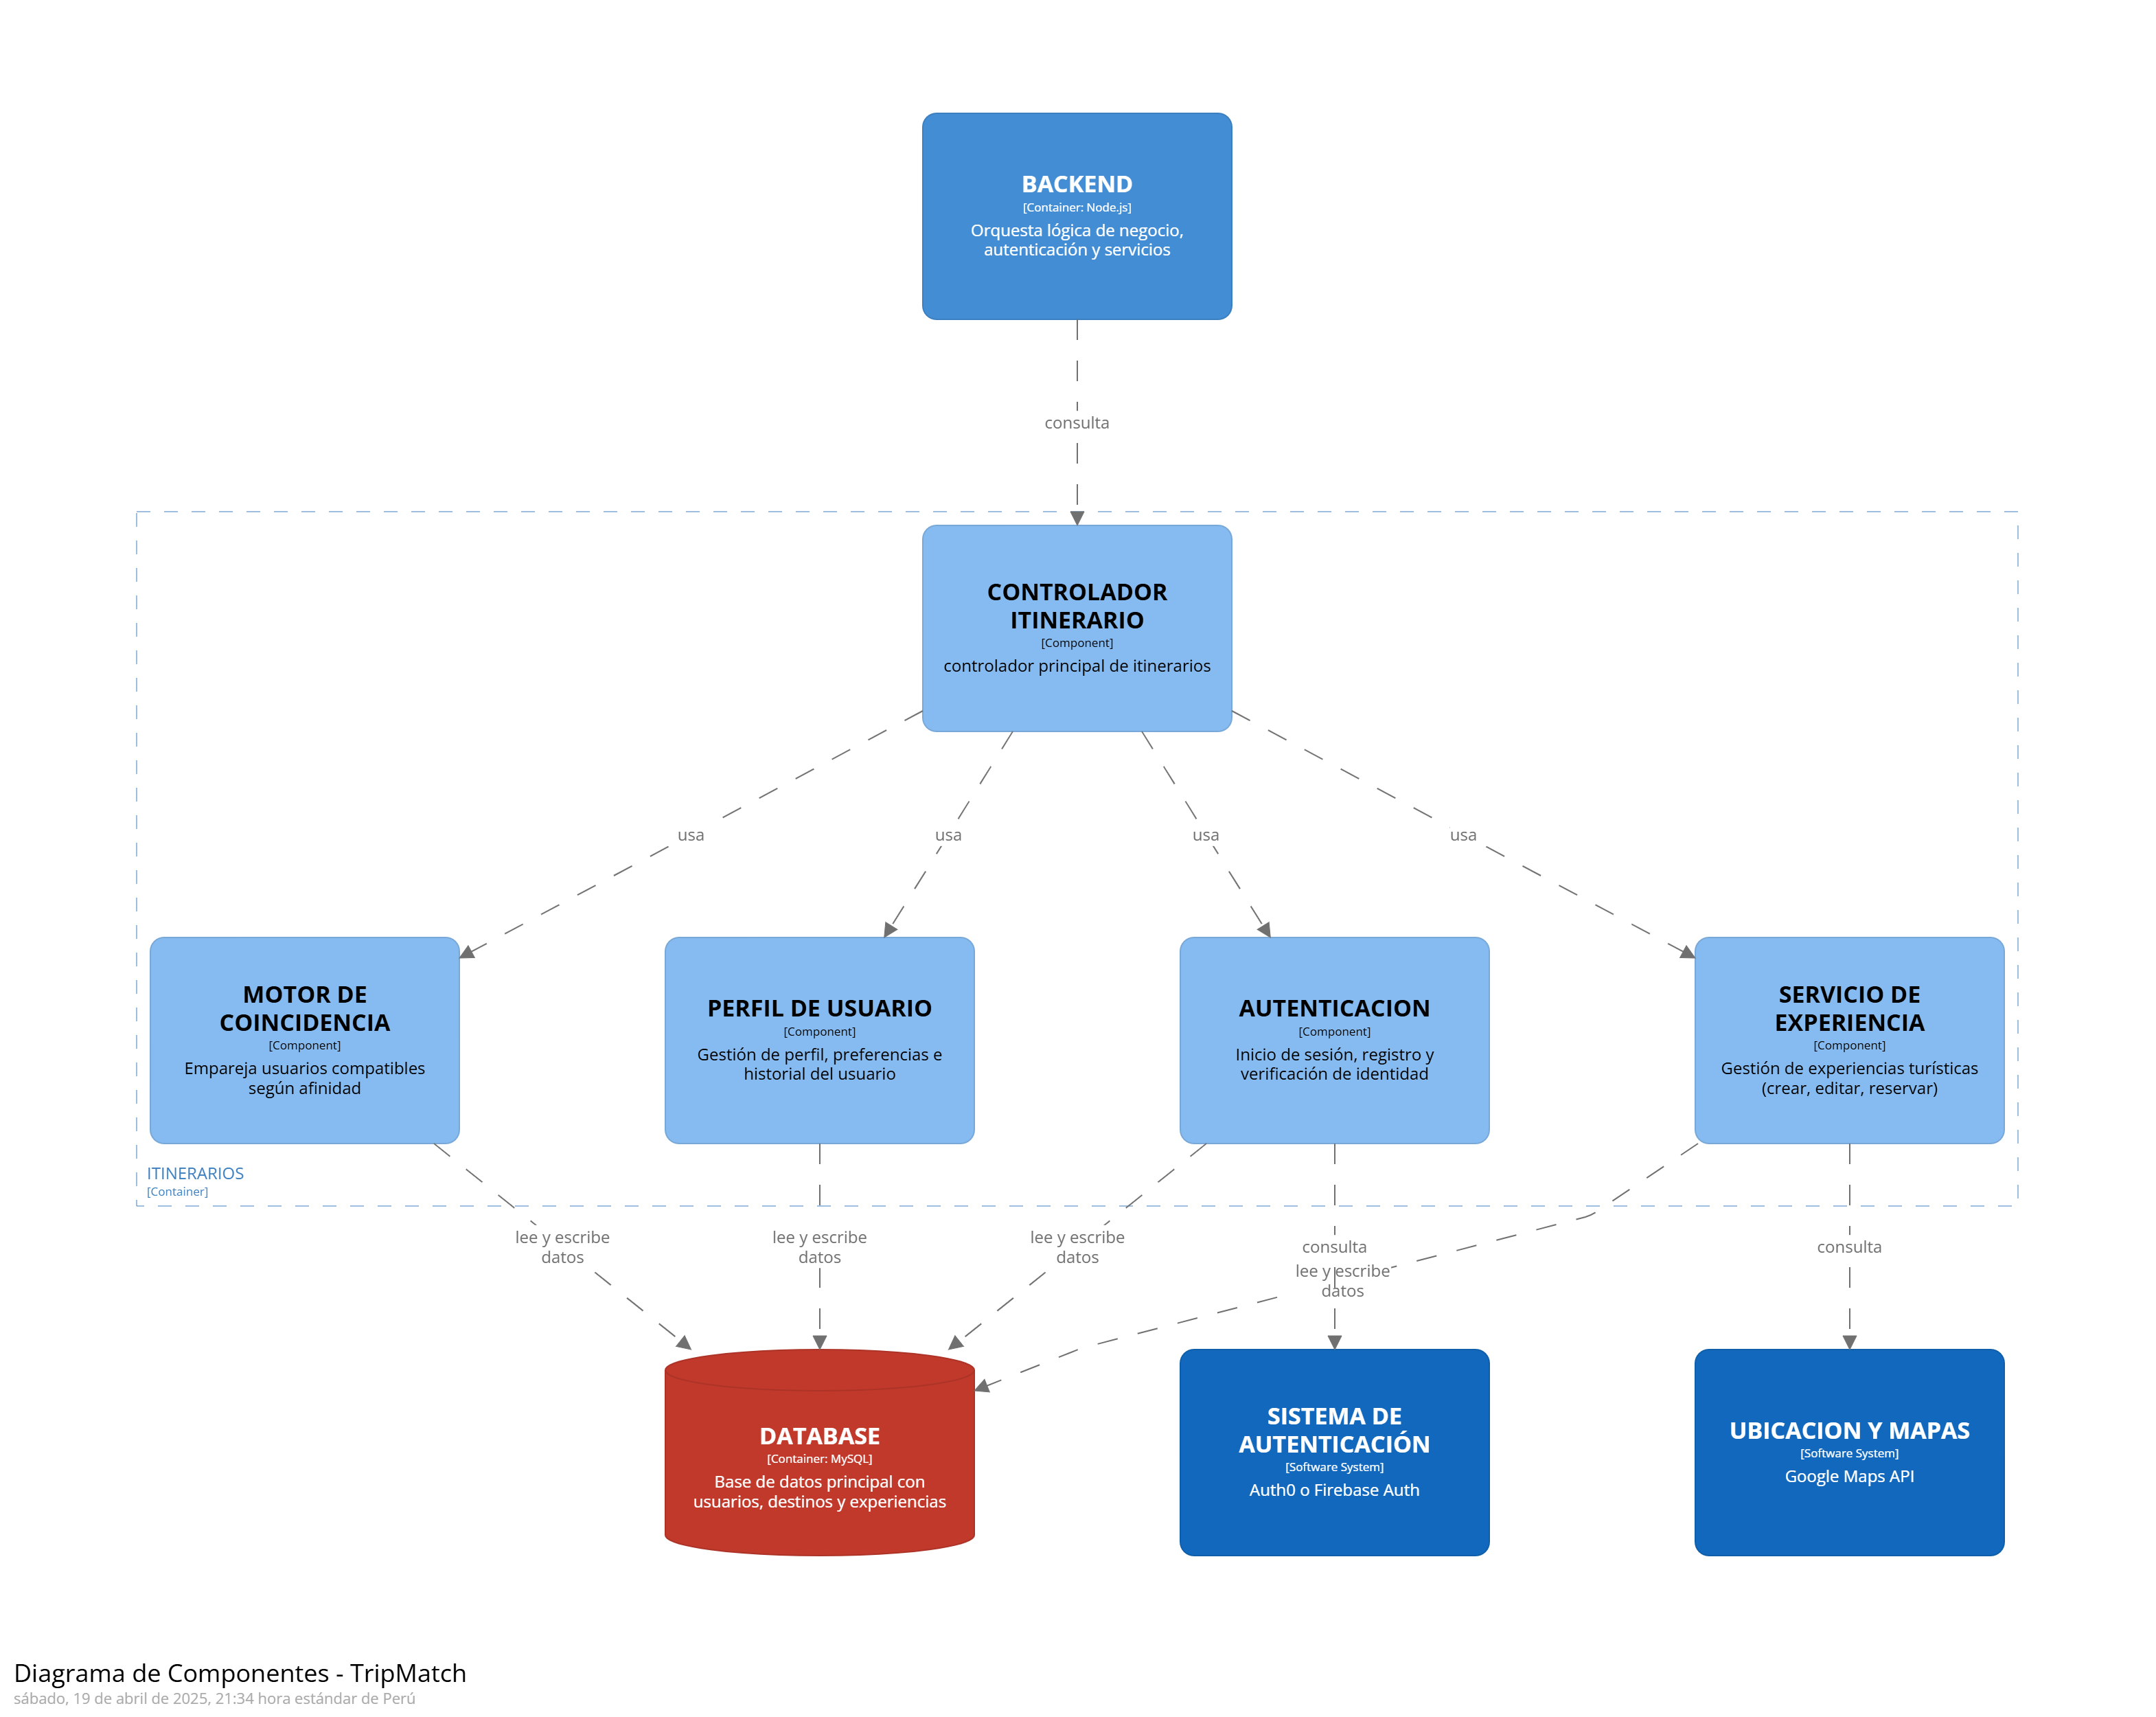 BACKEND
[Container: Node.js]
Orquesta lógica de negocio,
autenticación y servicios
consulta
CONTROLADOR
ITINERARIO
[Component]
controlador principal de itinerarios
usa
usa
usa
usa
MOTOR DE
COINCIDENCIA
[Component]
Empareja usuarios compatibles
según afinidad
PERFIL DE USUARIO
[Component]
Gestión de perfil, preferencias e
historial del usuario
AUTENTICACION
[Component]
Inicio de sesión, registro y
verificación de identidad
SERVICIO DE
EXPERIENCIA
[Component]
Gestión de experiencias turísticas
(crear, editar, reservar)
ITINERARIOS
[Container]
lee y escribe
datos
lee y escribe
datos
lee y escribe
datos
consulta
lee y escribe
datos
consulta
DATABASE
[Container: MySQL]
Base de datos principal con
usuarios, destinos y experiencias
SISTEMA DE
AUTENTICACIÓN
[Software System]
Auth0 o Firebase Auth
UBICACION Y MAPAS
[Software System]
Google Maps API
Diagrama de Componentes - TripMatch
sábado, 19 de abril de 2025, 21:34 hora estándar de Perú